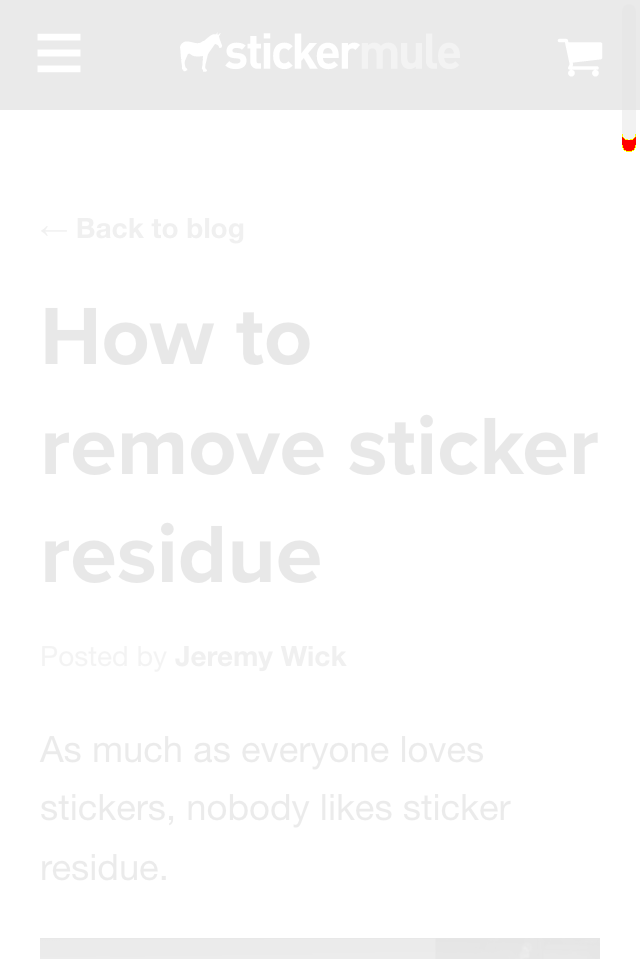 stickermule
← Back to blog
How to
remove sticker
residue
Posted by Jeremy Wick
As much as everyone loves
stickers, nobody likes sticker
residue.